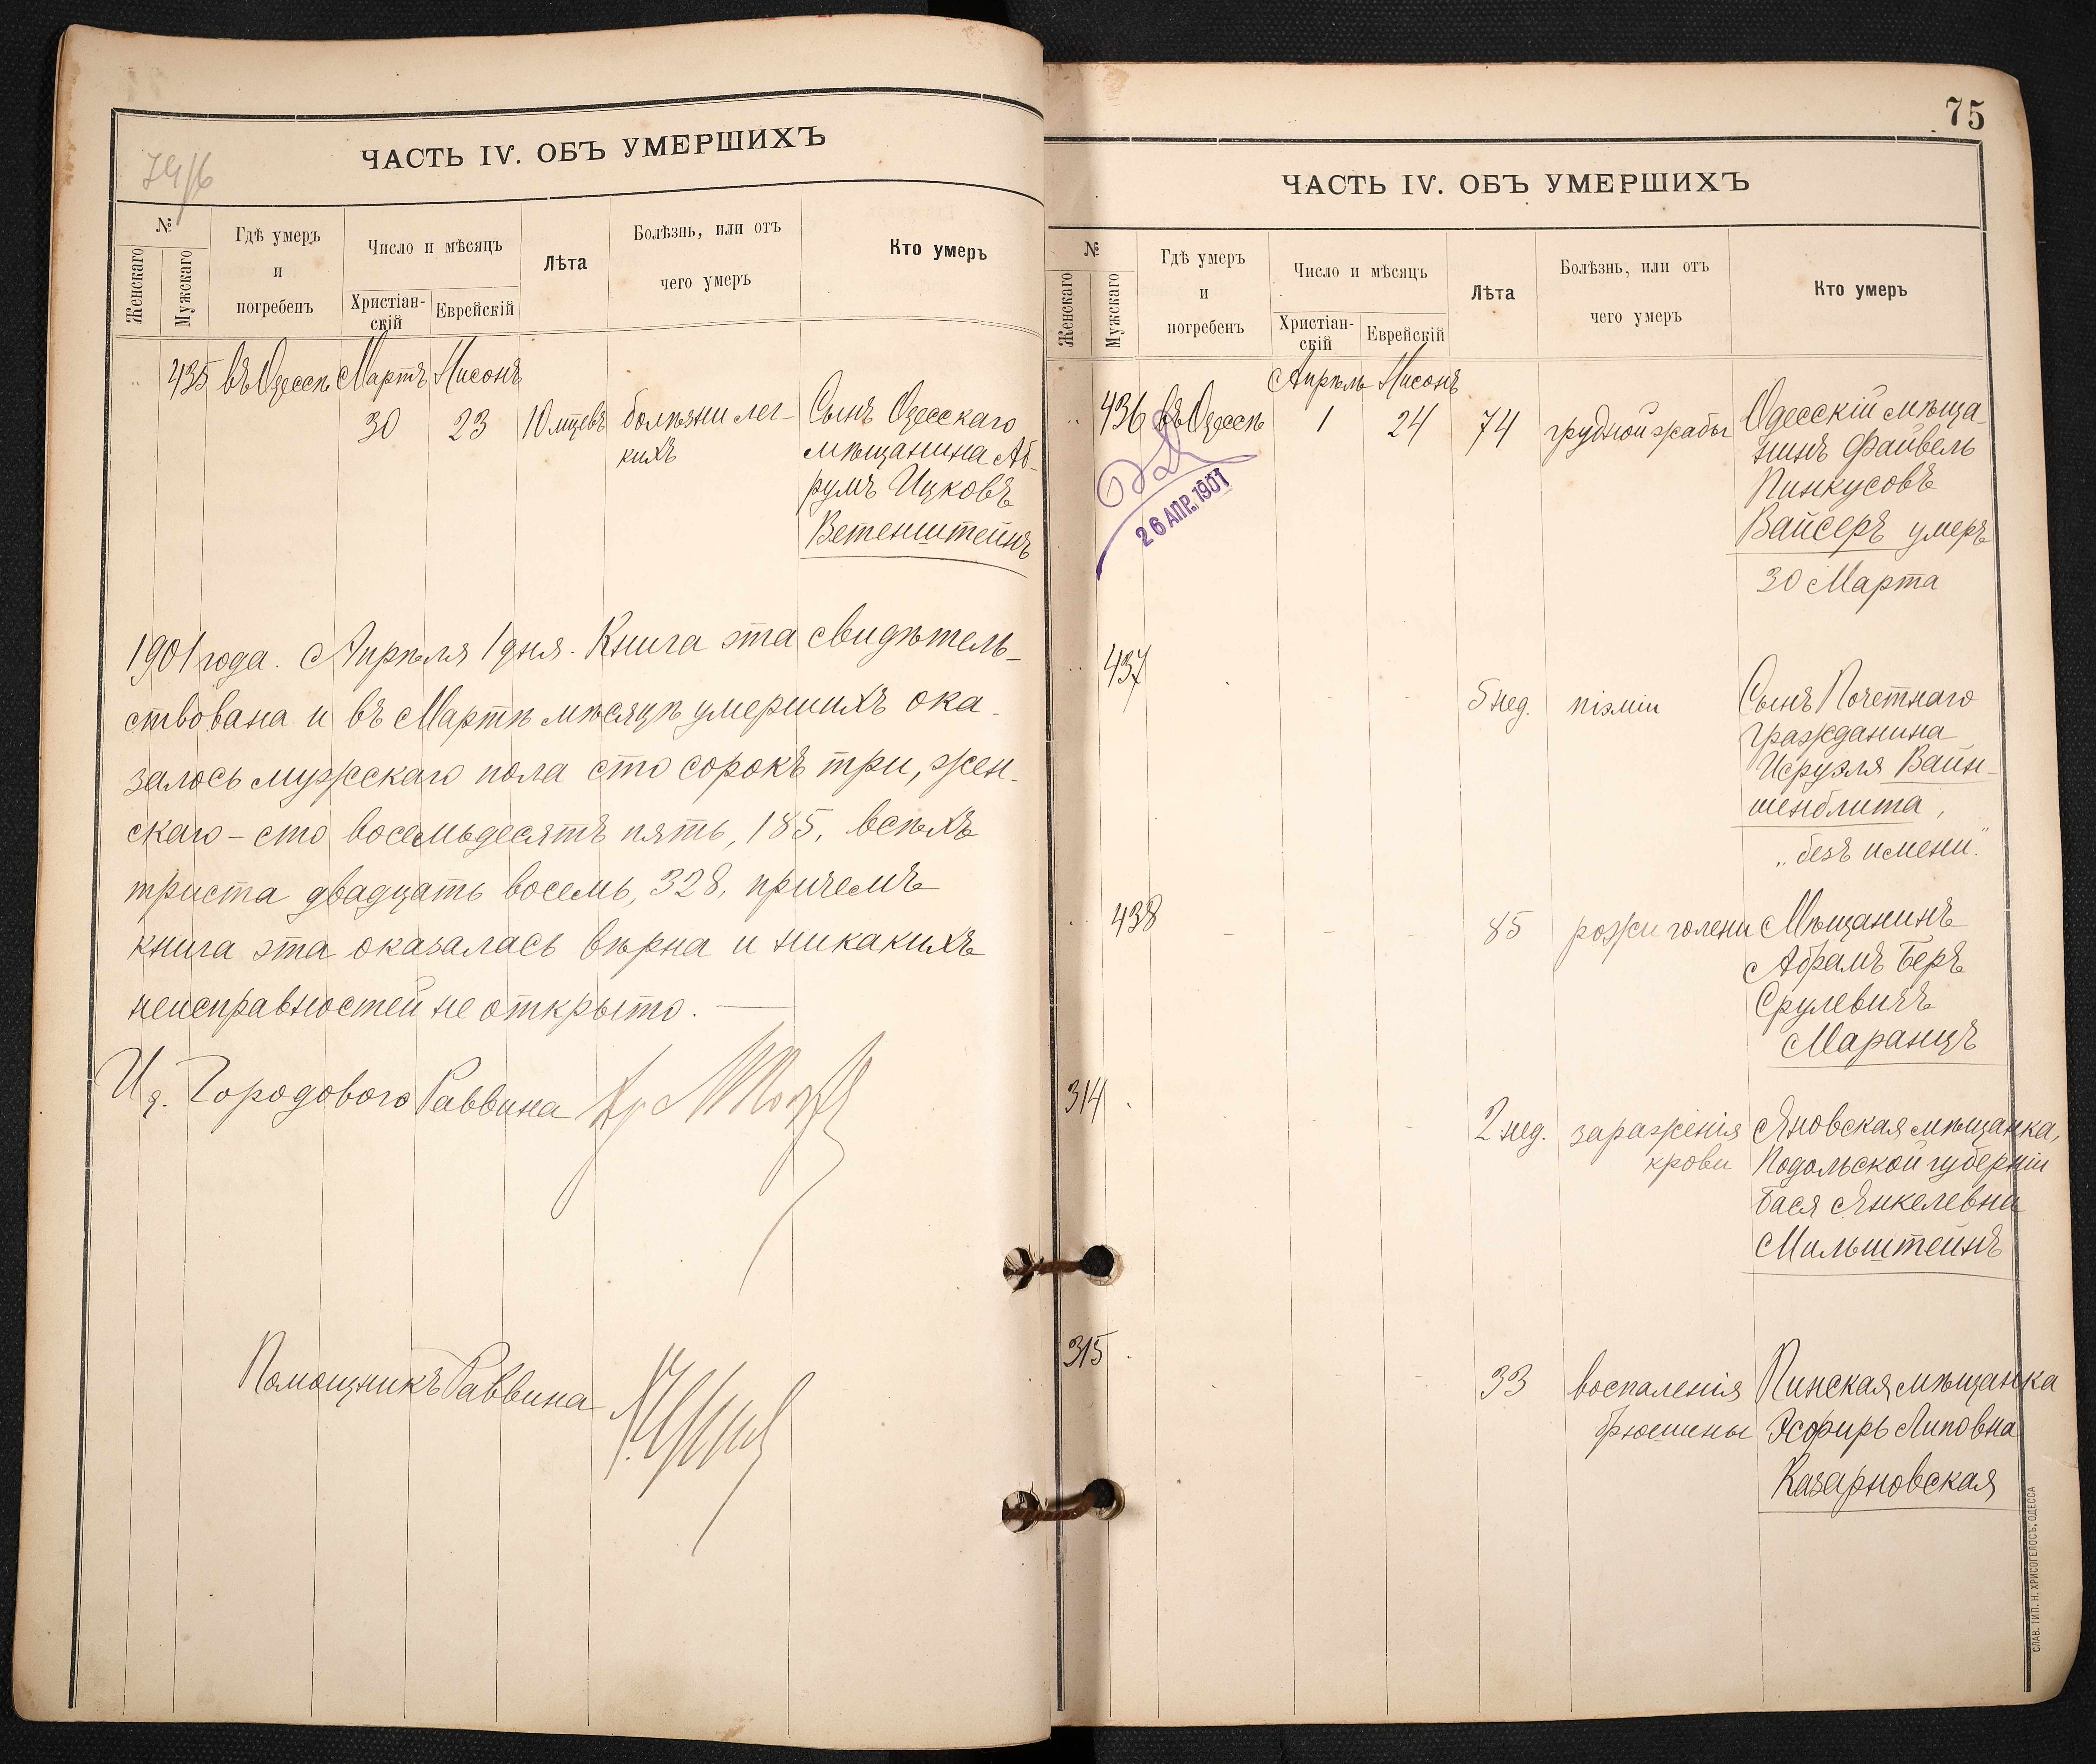 74/б
ЧАСТЬ IV. ОБЪ УМЕРШИХЪ
№
Женскаго
Мужскаго
Гдѣ умеръ
и
погребенъ
Число и мѣсяцъ
Христіан-
скій
Еврейскій
Лѣта
Болѣзнь, или отъ
чего умеръ
Кто умеръ
435 въ Одессѣ Мартъ Нисонъ
30 23 10 мцевъ болѣзни лег-
кихъ
Сынъ Одесскаго
мѣщанина Аб-
румъ Ицковъ
Ветенштейнъ
1901 года. Апрѣля 1 дня. Книга эта свидѣтель-
ствована и въ Мартѣ мѣсяцѣ умершихъ ока-
залось мужскаго пола сто сорокъ три, жен-
скаго - сто восемьдесятъ пять, 185, всѣхъ
триста двадцать восемь, 328, причемъ
книга эта оказалась вѣрна и никакихъ
неисправностей не открыто.
И д. Городового Раввина
Помощникъ Раввина
75
ЧАСТЬ IV. ОБЪ УМЕРШИХЪ
№
Женскаго
Мужскаго
Гдѣ умеръ
и
погребенъ
Число и мѣсяцъ
Христіан-
скій
Еврейскій
Лѣта
Болѣзнь, или отъ
чего умеръ
Кто умеръ
Апрѣль Нисонъ
436 въ Одессѣ 1 24 74 грудной жабы
Одесскій мѣща-
нинъ Файвель
Пинкусовъ
Вайсеръ умеръ
30 Марта
26 АПР. 1901
437 5 нед. піэміи
Сынъ Почетнаго
гражданина
Исруэля Вайн-
шенблита,
"безъ имени."
438 85 рожи голени
Мѣщанинъ
Абрамъ Беръ
Срулевичъ
Маранцъ
314 2 нед. зараженія
крови
Яновская мѣщанка,
Подольской губерніи
Бася Янкелевна
Мильштейнъ
315 33 воспаленія
брюшины
Пинская мѣщанка
Эсфирь Липовна
Казарновская
СЛАВ. ТИП. Н. ХРИСОГЕЛОСЪ, ОДЕССА